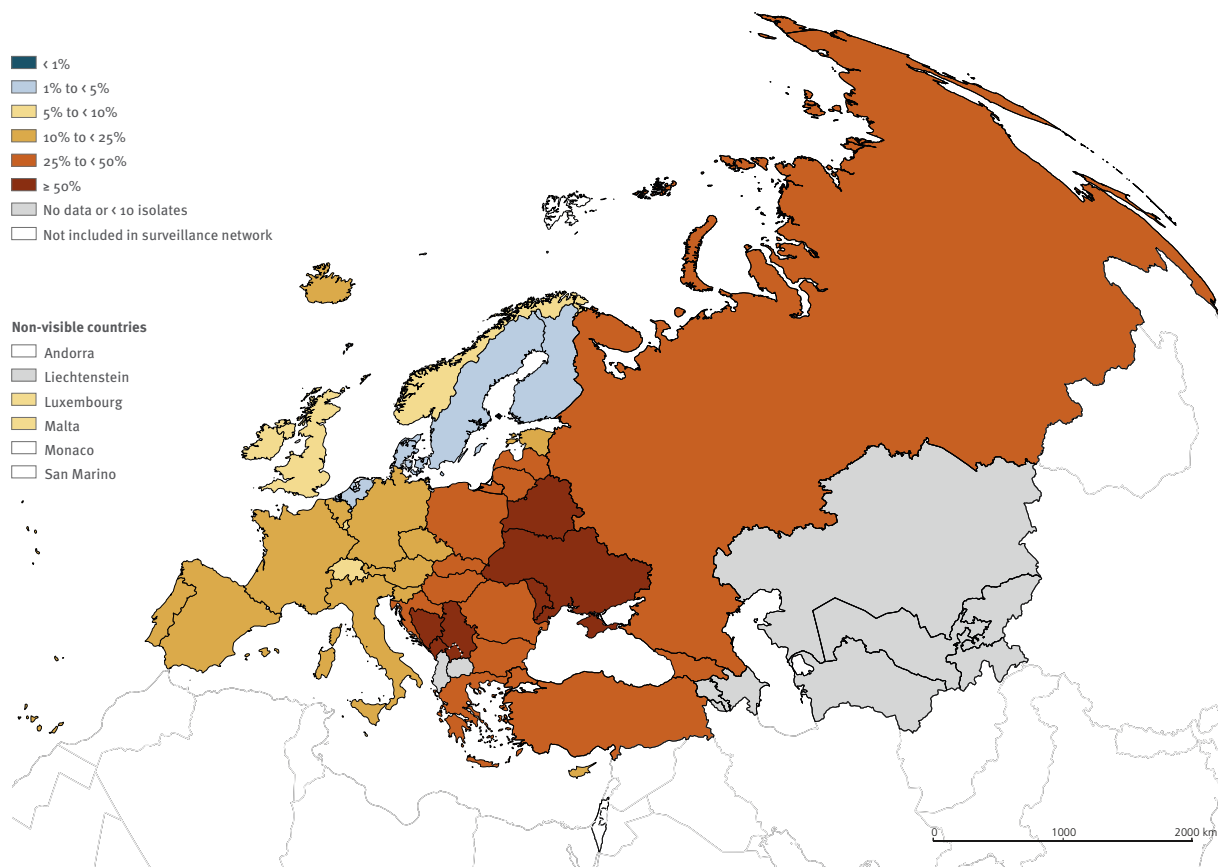 ‹ 1%
1% to ‹ 5%
5% to ‹ 10%
10% to ‹ 25%
25% to ‹ 50%
≥ 50%
No data or ‹ 10 isolates
Not included in surveillance network
Non-visible countries
Andorra
Liechtenstein
Luxembourg
Malta
Monaco
San Marino
0 1000 2000 km